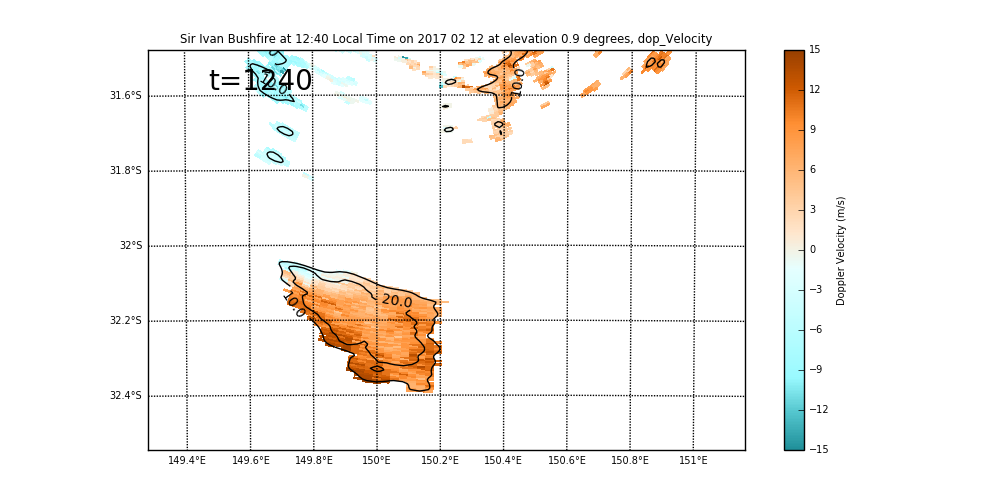 Sir Ivan Bushfire at 12:40 Local Time on 2017 02 12 at elevation 0.9 degrees, dop_Velocity
t=1240
10.0
20.0
31.6°S
31.8°S
32°S
32.2°S
32.4°S
149.4°E
149.6°E
149.8°E
150°E
150.2°E
150.4°E
150.6°E
150.8°E
151°E
15
12
9
6
3
0
−3
−6
−9
−12
−15
Doppler Velocity (m/s)